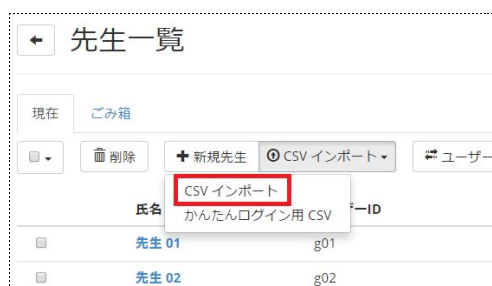 先生一覧
現在 ごみ箱
削除 新規先生 CSV インポート ユーザー
CSV インポート
かんたんログイン用 CSV
氏名 ーID
先生 01 g01
先生 02 g02